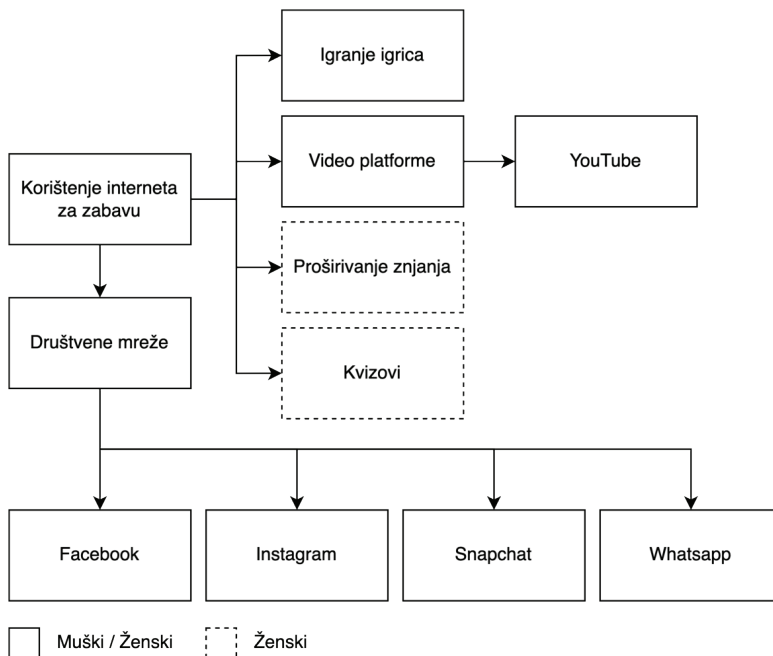 Igranje igrica
Video platforme
YouTube
Korištenje interneta
za zabavu
Proširivanje znjanja
Društvene mreže
Kvizovi
Facebook
Instagram
Snapchat
Whatsapp
Muški / Ženski
Ženski